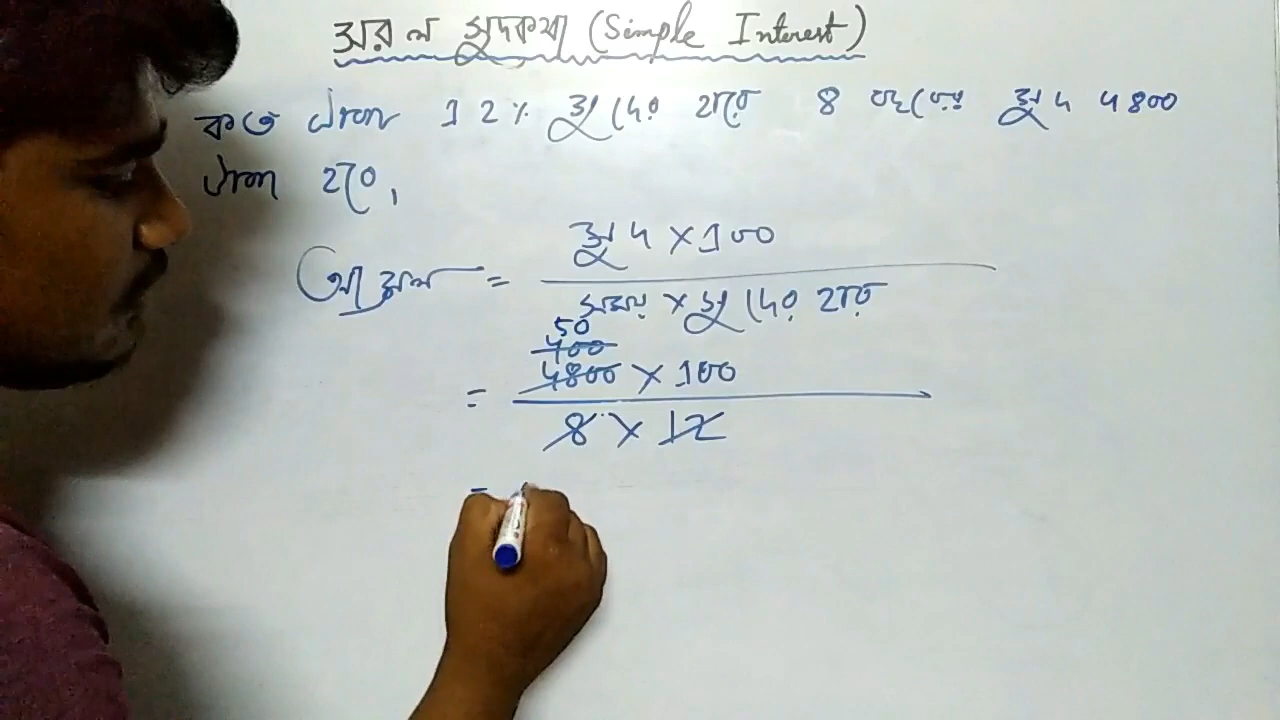 সরল সুদকষা (Simple Interest)
কত টাকা 12% সুদের হারে 8 বছরের সুদ 4800
টাকা হবে,
আসল = সুদ × 100
সময় × সুদের হার
50
400
= 4800 × 100
8 × 12
=